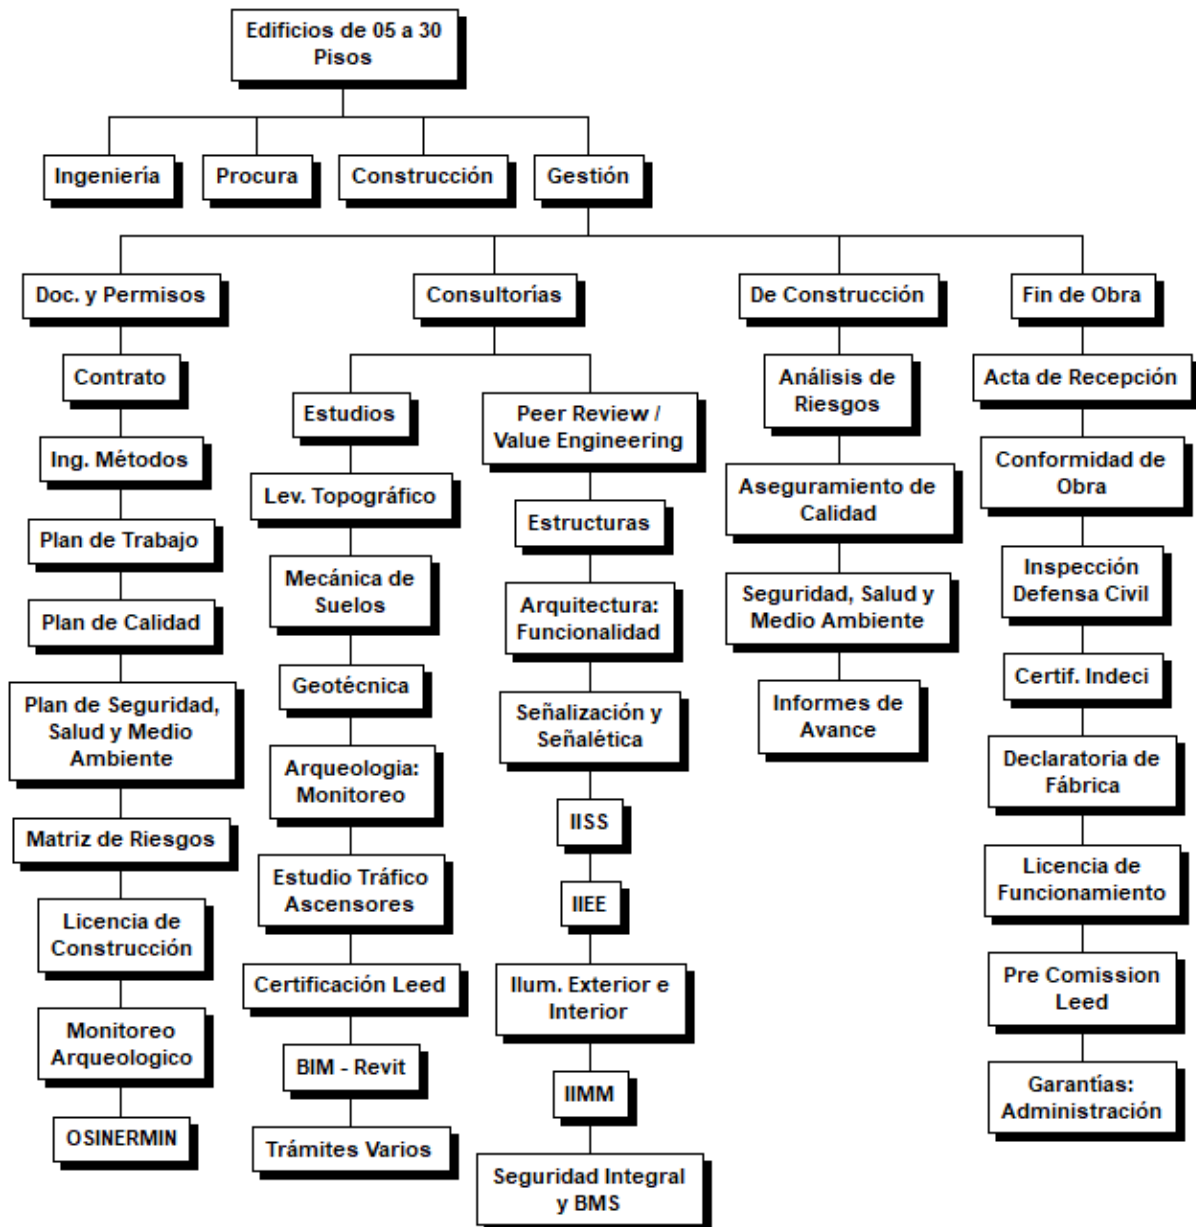 Edificios de 05 a 30
Pisos
Ingeniería
Procura
Construcción
Gestión
Doc. y Permisos
Contrato
Ing. Métodos
Plan de Trabajo
Plan de Calidad
Plan de Seguridad,
Salud y Medio
Ambiente
Matriz de Riesgos
Licencia de
Construcción
Monitoreo
Arqueologico
OSINERMIN
Consultorías
Estudios
Lev. Topográfico
Mecánica de
Suelos
Geotécnica
Arqueologia:
Monitoreo
Estudio Tráfico
Ascensores
Certificación Leed
BIM - Revit
Trámites Varios
Peer Review /
Value Engineering
Estructuras
Arquitectura:
Funcionalidad
Señalización y
Señalética
IISS
IIEE
Ilum. Exterior e
Interior
IIMM
Seguridad Integral
y BMS
De Construcción
Análisis de
Riesgos
Aseguramiento de
Calidad
Seguridad, Salud y
Medio Ambiente
Informes de
Avance
Fin de Obra
Acta de Recepción
Conformidad de
Obra
Inspección
Defensa Civil
Certif. Indeci
Declaratoria de
Fábrica
Licencia de
Funcionamiento
Pre Comission
Leed
Garantías:
Administración